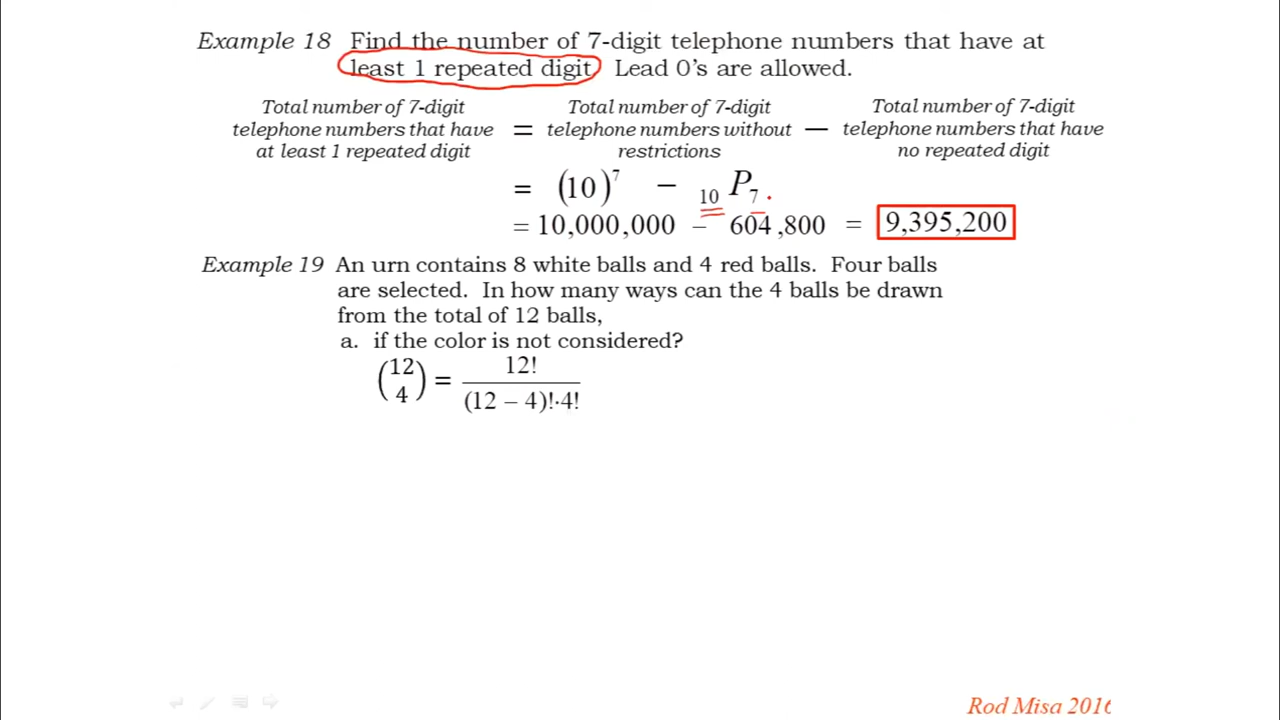 Example 18 Find the number of 7-digit telephone numbers that have at
least 1 repeated digit Lead 0's are allowed.
Total number of 7-digit telephone numbers that have at least 1 repeated digit = Total number of 7-digit telephone numbers without restrictions — Total number of 7-digit telephone numbers that have no repeated digit
= (10)⁷ − ₁₀P₇
= 10,000,000 − 604,800 = 9,395,200
Example 19 An urn contains 8 white balls and 4 red balls. Four balls
are selected. In how many ways can the 4 balls be drawn
from the total of 12 balls,
a. if the color is not considered?
(12 4) = 12! / (12 – 4)!·4!
Rod Misa 2016